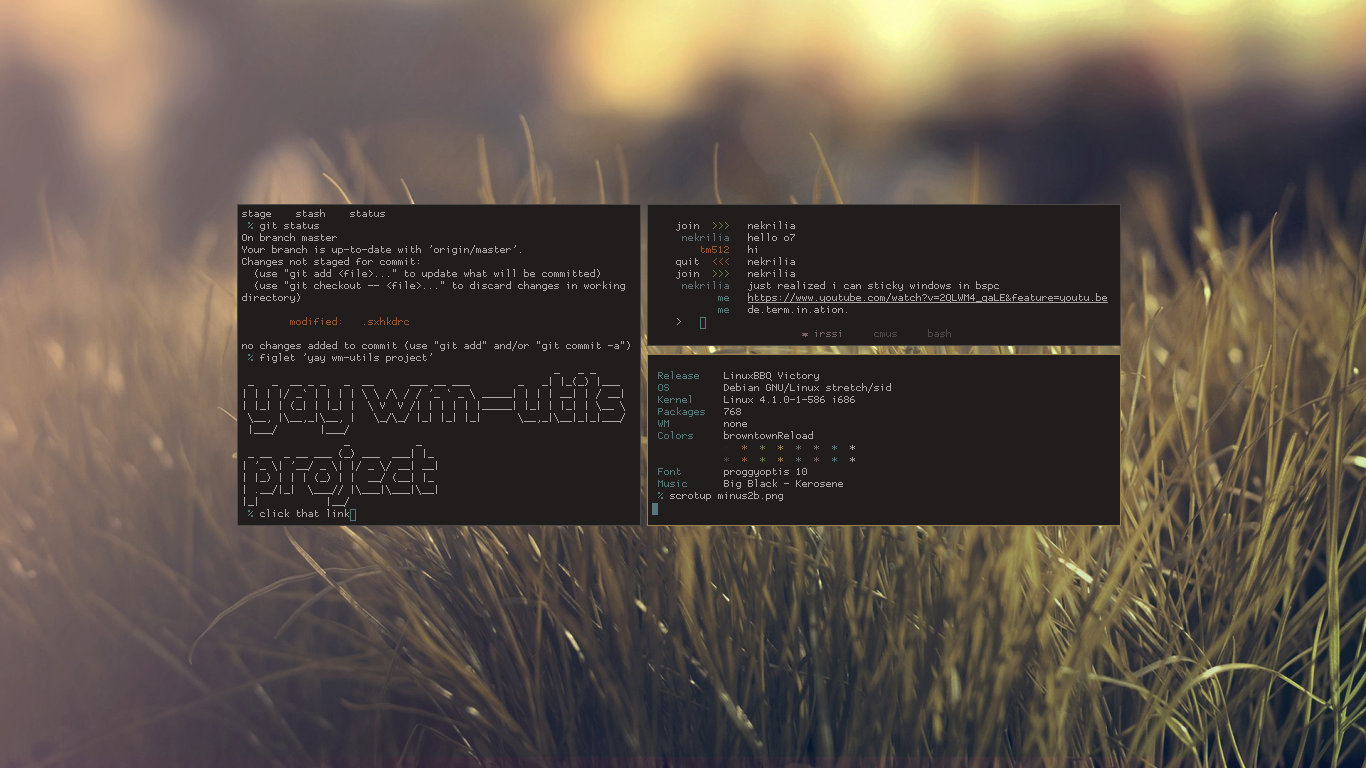 stage stash status
% git status
On branch master
Your branch is up-to-date with 'origin/master'.
Changes not staged for commit:
(use "git add <file>..." to update what will be committed)
(use "git checkout -- <file>..." to discard changes in working
directory)
modified: .sxhkdrc
no changes added to commit (use "git add" and/or "git commit -a")
% figlet 'yay wm-utils project'
yay wm-utils
project
% click that link
join >>> nekrilia
nekrilia hello o7
tm512 hi
quit <<< nekrilia
join >>> nekrilia
nekrilia just realized i can sticky windows in bspc
me https://www.youtube.com/watch?v=2QLWM4_qaLE&feature=youtu.be
me de.term.in.ation.
>
* irssi cmus bash
Release LinuxBBQ Victory
OS Debian GNU/Linux stretch/sid
Kernel Linux 4.1.0-1-586 i686
Packages 768
WM none
Colors browntownReload
* * * * * * *
* * * * * * * *
Font proggyoptis 10
Music Big Black - Kerosene
% scrotup minus2b.png